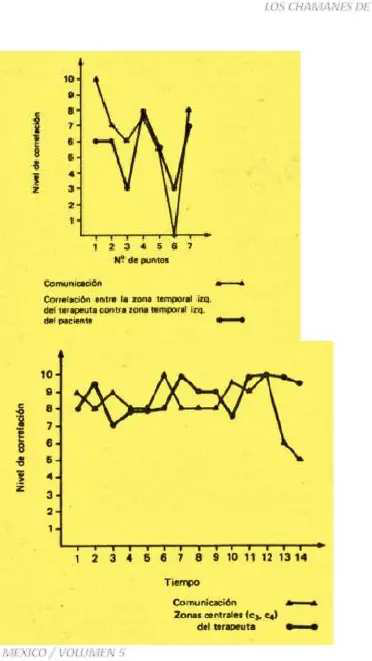 LOS CHAMANES DE
10
9
8
7
6
5
4
3
2
1
Nivel de correlación
1 2 3 4 5 6 7
Nº de puntos
Comunicación
Correlación entre la zona temporal izq.
del terapeuta contra zona temporal izq.
del paciente
10
9
8
7
6
5
4
3
2
1
Nivel de correlación
1 2 3 4 5 6 7 8 9 10 11 12 13 14
Tiempo
Comunicación
Zonas centrales (c3, c4)
del terapeuta
MEXICO / VOLUMEN 5